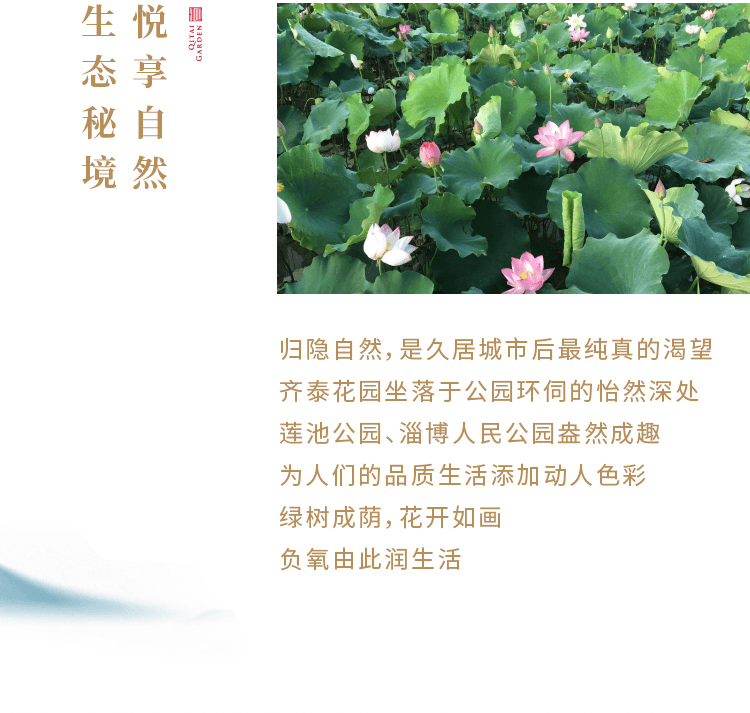 悦享自然
生态秘境
QITAI
GARDEN
归隐自然，是久居城市后最纯真的渴望
齐泰花园坐落于公园环伺的怡然深处
莲池公园、淄博人民公园盎然成趣
为人们的品质生活添加动人色彩
绿树成荫，花开如画
负氧由此润生活